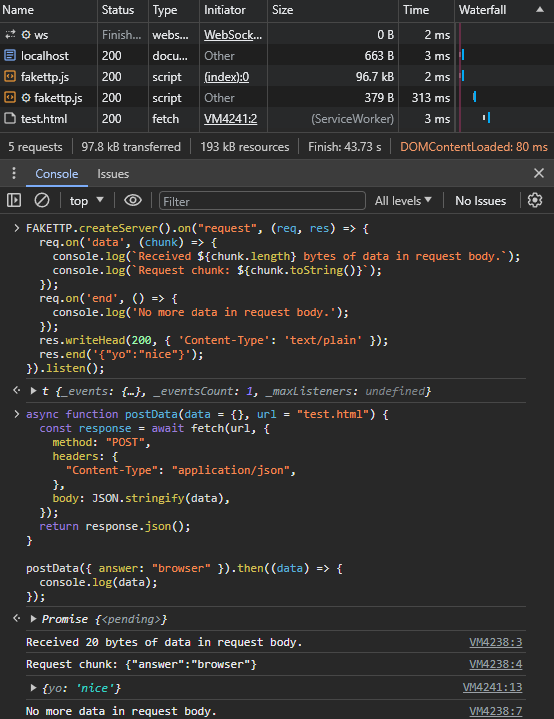 Name Status Type Initiator Size Time Waterfall
ws Finish... webs... WebSock... 0 B 2 ms
localhost 200 docu... Other 663 B 3 ms
fakettp.js 200 script (index):0 96.7 kB 2 ms
fakettp.js 200 script Other 379 B 313 ms
test.html 200 fetch VM4241:2 (ServiceWorker) 3 ms
5 requests 97.8 kB transferred 193 kB resources Finish: 43.73 s DOMContentLoaded: 80 ms
Console Issues
top Filter All levels No Issues
FAKETTP.createServer().on("request", (req, res) => {
  req.on('data', (chunk) => {
    console.log(`Received ${chunk.length} bytes of data in request body.`);
    console.log(`Request chunk: ${chunk.toString()}`);
  });
  req.on('end', () => {
    console.log('No more data in request body.');
  });
  res.writeHead(200, { 'Content-Type': 'text/plain' });
  res.end('{"yo":"nice"}');
}).listen();
t {_events: {…}, _eventsCount: 1, _maxListeners: undefined}
async function postData(data = {}, url = "test.html") {
  const response = await fetch(url, {
    method: "POST",
    headers: {
      "Content-Type": "application/json",
    },
    body: JSON.stringify(data),
  });
  return response.json();
}
postData({ answer: "browser" }).then((data) => {
  console.log(data);
});
Promise {<pending>}
Received 20 bytes of data in request body. VM4238:3
Request chunk: {"answer":"browser"} VM4238:4
{yo: 'nice'} VM4241:13
No more data in request body. VM4238:7